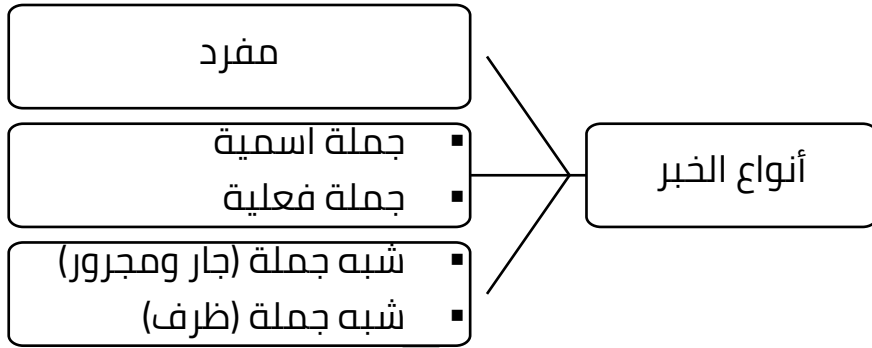 أنواع الخبر
مفرد
جملة اسمية
جملة فعلية
شبه جملة (جار ومجرور)
شبه جملة (ظرف)